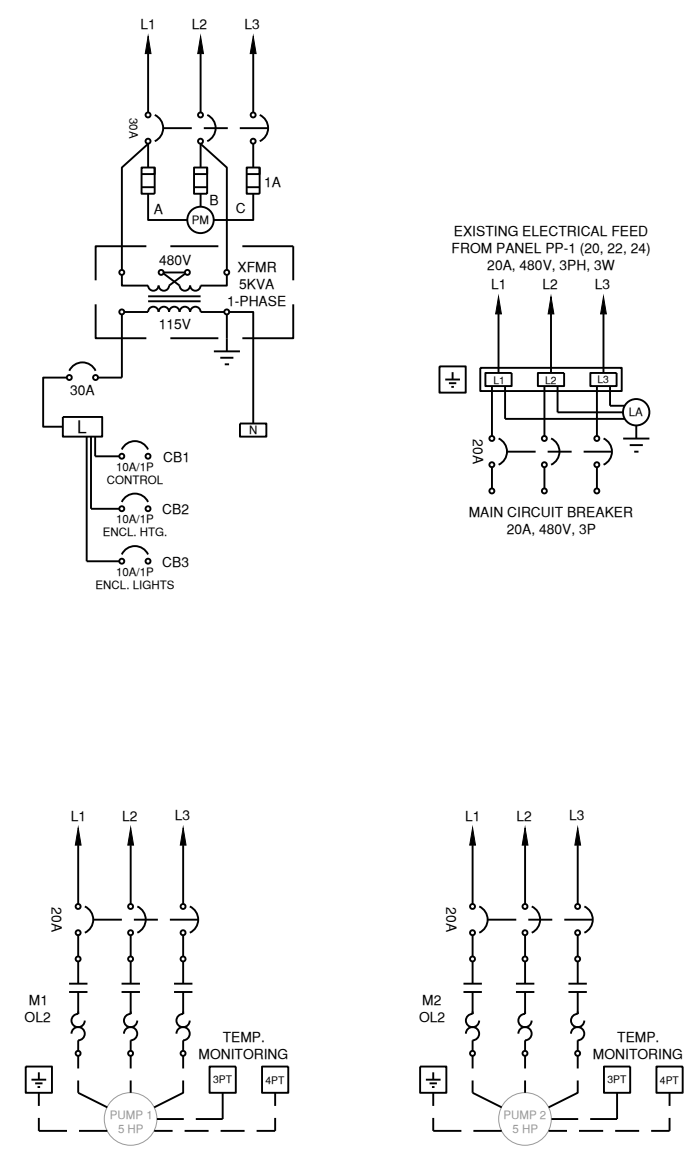 L1 L2 L3
30A
1A
A B C
PM
480V
XFMR
5KVA
1-PHASE
115V
30A
L
N
CB1
10A/1P
CONTROL
CB2
10A/1P
ENCL. HTG.
CB3
10A/1P
ENCL. LIGHTS
EXISTING ELECTRICAL FEED
FROM PANEL PP-1 (20, 22, 24)
20A, 480V, 3PH, 3W
L1 L2 L3
L1 L2 L3
LA
20A
MAIN CIRCUIT BREAKER
20A, 480V, 3P
L1 L2 L3
20A
M1
OL2
TEMP.
MONITORING
3PT 4PT
PUMP 1
5 HP
L1 L2 L3
20A
M2
OL2
TEMP.
MONITORING
3PT 4PT
PUMP 2
5 HP